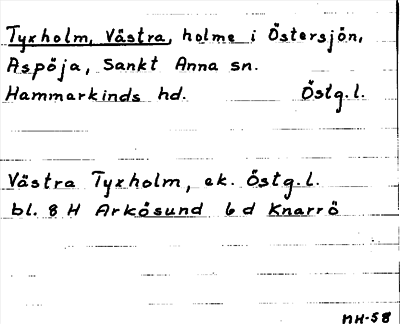 Tyxholm, Västra, holme i Östersjön,
Aspöja, Sankt Anna sn.
Hammarkinds hd. Östg.l.
Västra Tyxholm, ek. Östg.l.
bl. 8 H Arkösund 6 d Knarrö
MH-58